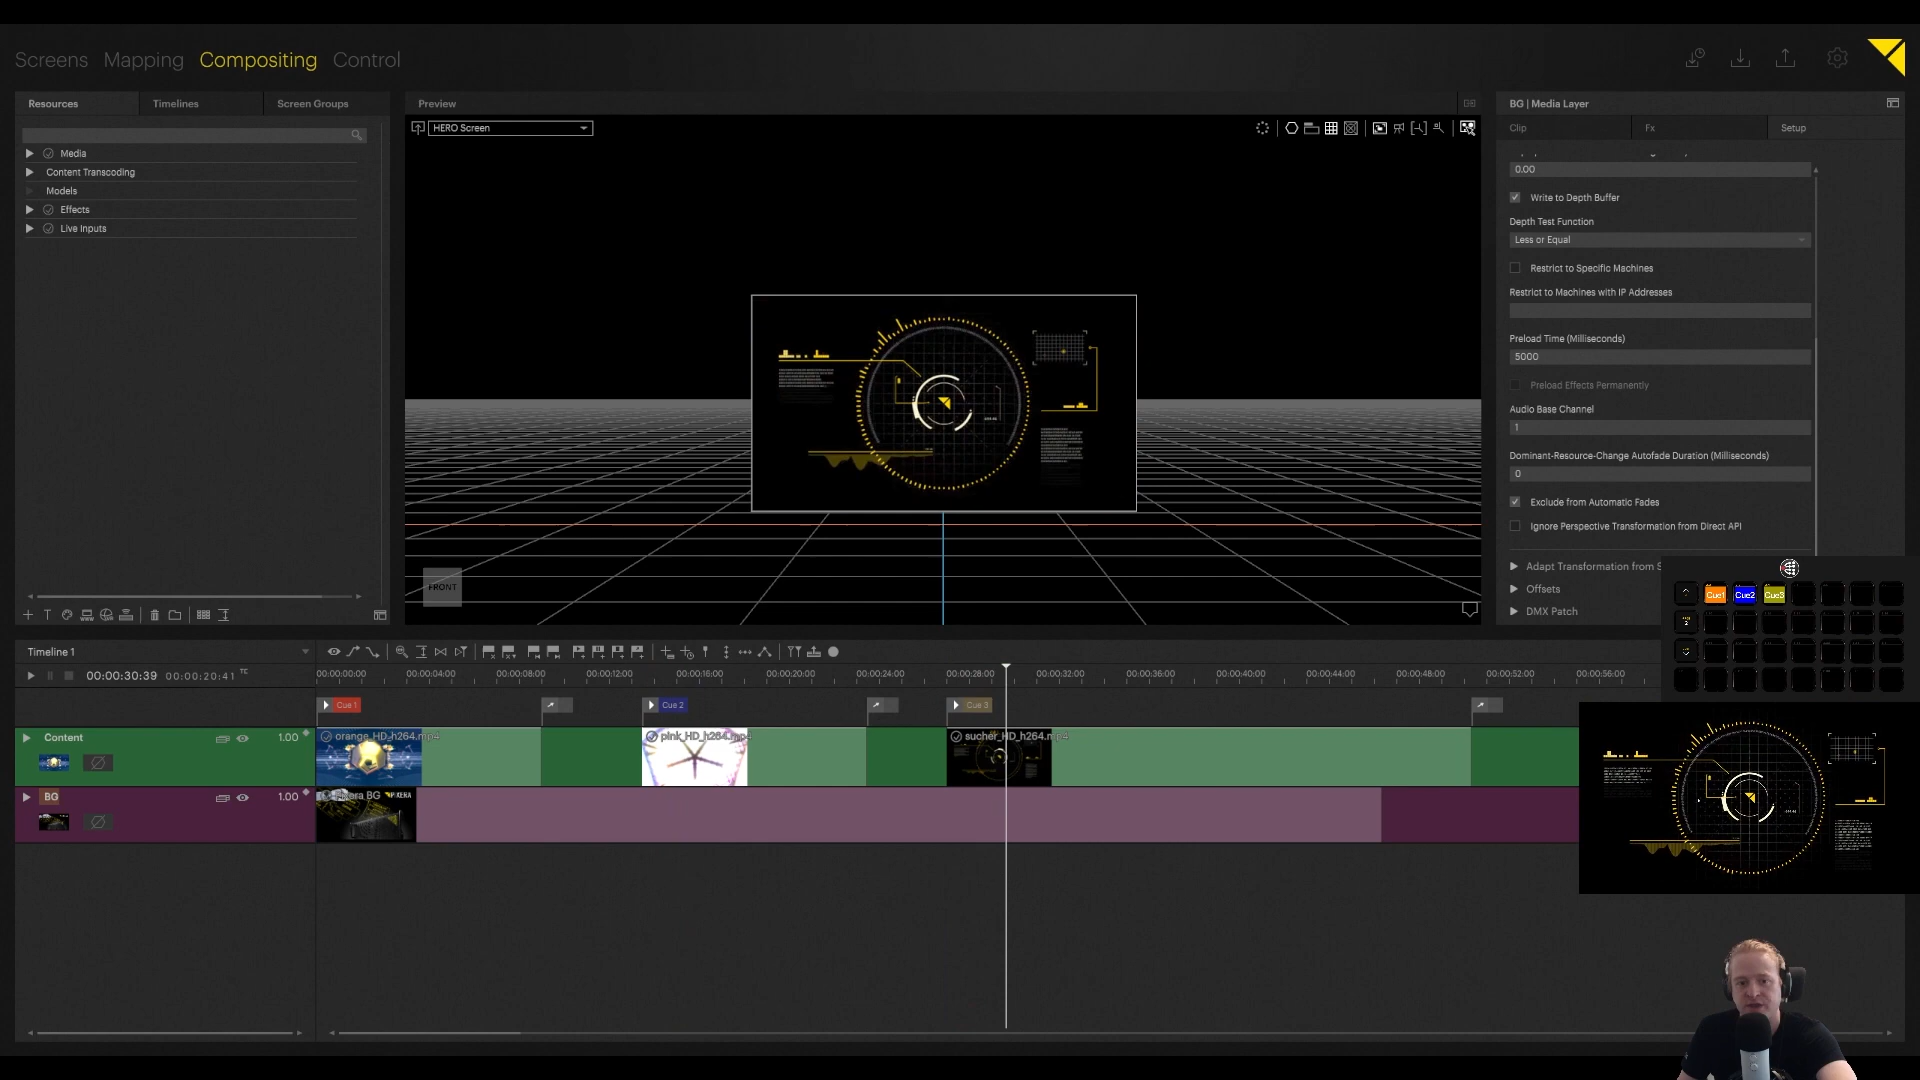 Screens Mapping Compositing Control
Resources Timelines Screen Groups
Preview
BG | Media Layer
HERO Screen
Clip Fx Setup
Media
Content Transcoding
Models
Effects
Live Inputs
0.00
Write to Depth Buffer
Depth Test Function
Less or Equal
Restrict to Specific Machines
Restrict to Machines with IP Addresses
Preload Time (Milliseconds)
5000
Preload Effects Permanently
Audio Base Channel
1
Dominant-Resource-Change Autofade Duration (Milliseconds)
0
Exclude from Automatic Fades
Ignore Perspective Transformation from Direct API
Adapt Transformation from S
Offsets
DMX Patch
FRONT
Cue1 Cue2 Cue3
Timeline 1
00:00:30:39 00:00:20:41 TC
00:00:00:00 00:00:04:00 00:00:08:00 00:00:12:00 00:00:16:00 00:00:20:00 00:00:24:00 00:00:28:00 00:00:32:00 00:00:36:00 00:00:40:00 00:00:44:00 00:00:48:00 00:00:52:00 00:00:56:00
Cue 1 Cue 2 Cue 3
Content 1.00
orange_HD_h264.mp4 pink_HD_h264.mp4 sucher_HD_h264.mp4
BG 1.00
BG PIXERA